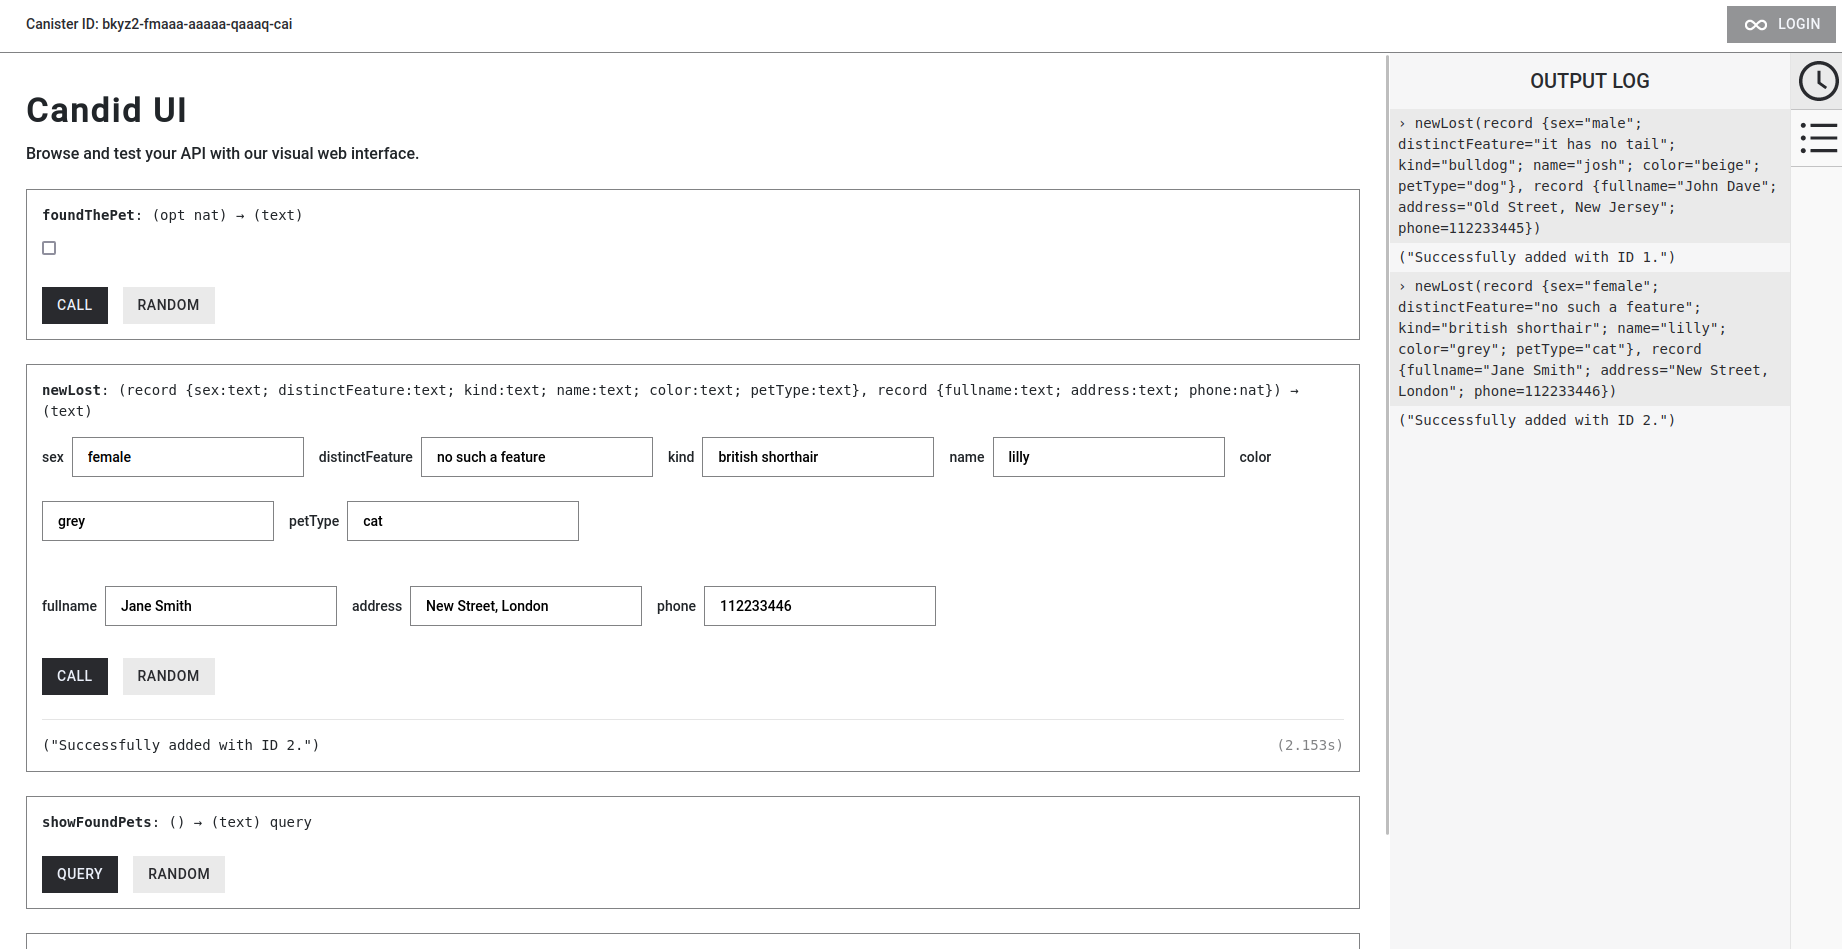 Canister ID: bkyz2-fmaaa-aaaaa-qaaaq-cai
LOGIN
Candid UI
Browse and test your API with our visual web interface.
foundThePet: (opt nat) → (text)
CALL RANDOM
newLost: (record {sex:text; distinctFeature:text; kind:text; name:text; color:text; petType:text}, record {fullname:text; address:text; phone:nat}) →
(text)
sex female distinctFeature no such a feature kind british shorthair name lilly color
grey petType cat
fullname Jane Smith address New Street, London phone 112233446
CALL RANDOM
("Successfully added with ID 2.") (2.153s)
showFoundPets: () → (text) query
QUERY RANDOM
OUTPUT LOG
› newLost(record {sex="male";
distinctFeature="it has no tail";
kind="bulldog"; name="josh"; color="beige";
petType="dog"}, record {fullname="John Dave";
address="Old Street, New Jersey";
phone=112233445})
("Successfully added with ID 1.")
› newLost(record {sex="female";
distinctFeature="no such a feature";
kind="british shorthair"; name="lilly";
color="grey"; petType="cat"}, record
{fullname="Jane Smith"; address="New Street,
London"; phone=112233446})
("Successfully added with ID 2.")